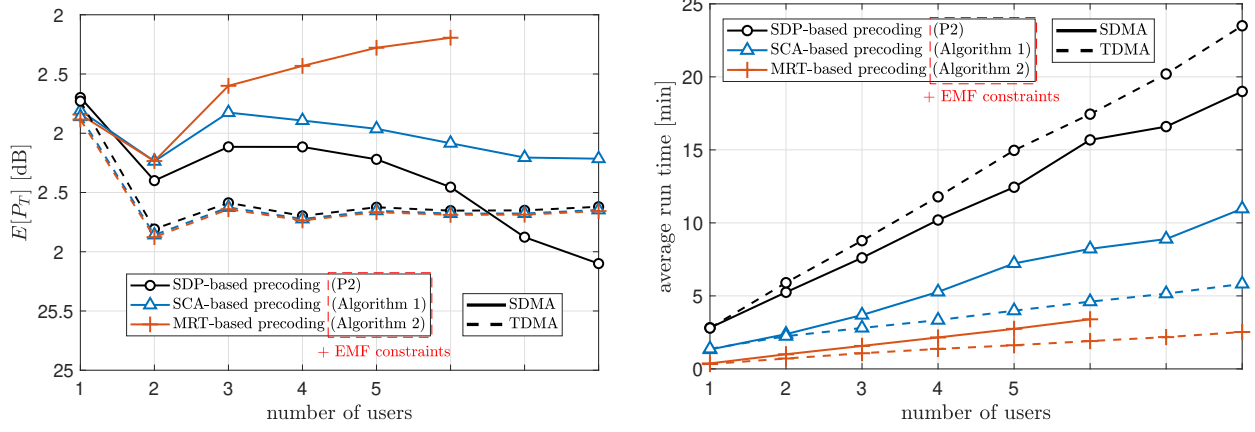 2
2.5
2
2.5
2
25.5
25
E[P_T] [dB]
SDP-based precoding (P2)
SCA-based precoding (Algorithm 1)
MRT-based precoding (Algorithm 2)
+ EMF constraints
SDMA
TDMA
1 2 3 4 5
number of users
25
20
15
10
5
0
average run time [min]
SDP-based precoding (P2)
SCA-based precoding (Algorithm 1)
MRT-based precoding (Algorithm 2)
+ EMF constraints
SDMA
TDMA
1 2 3 4 5
number of users